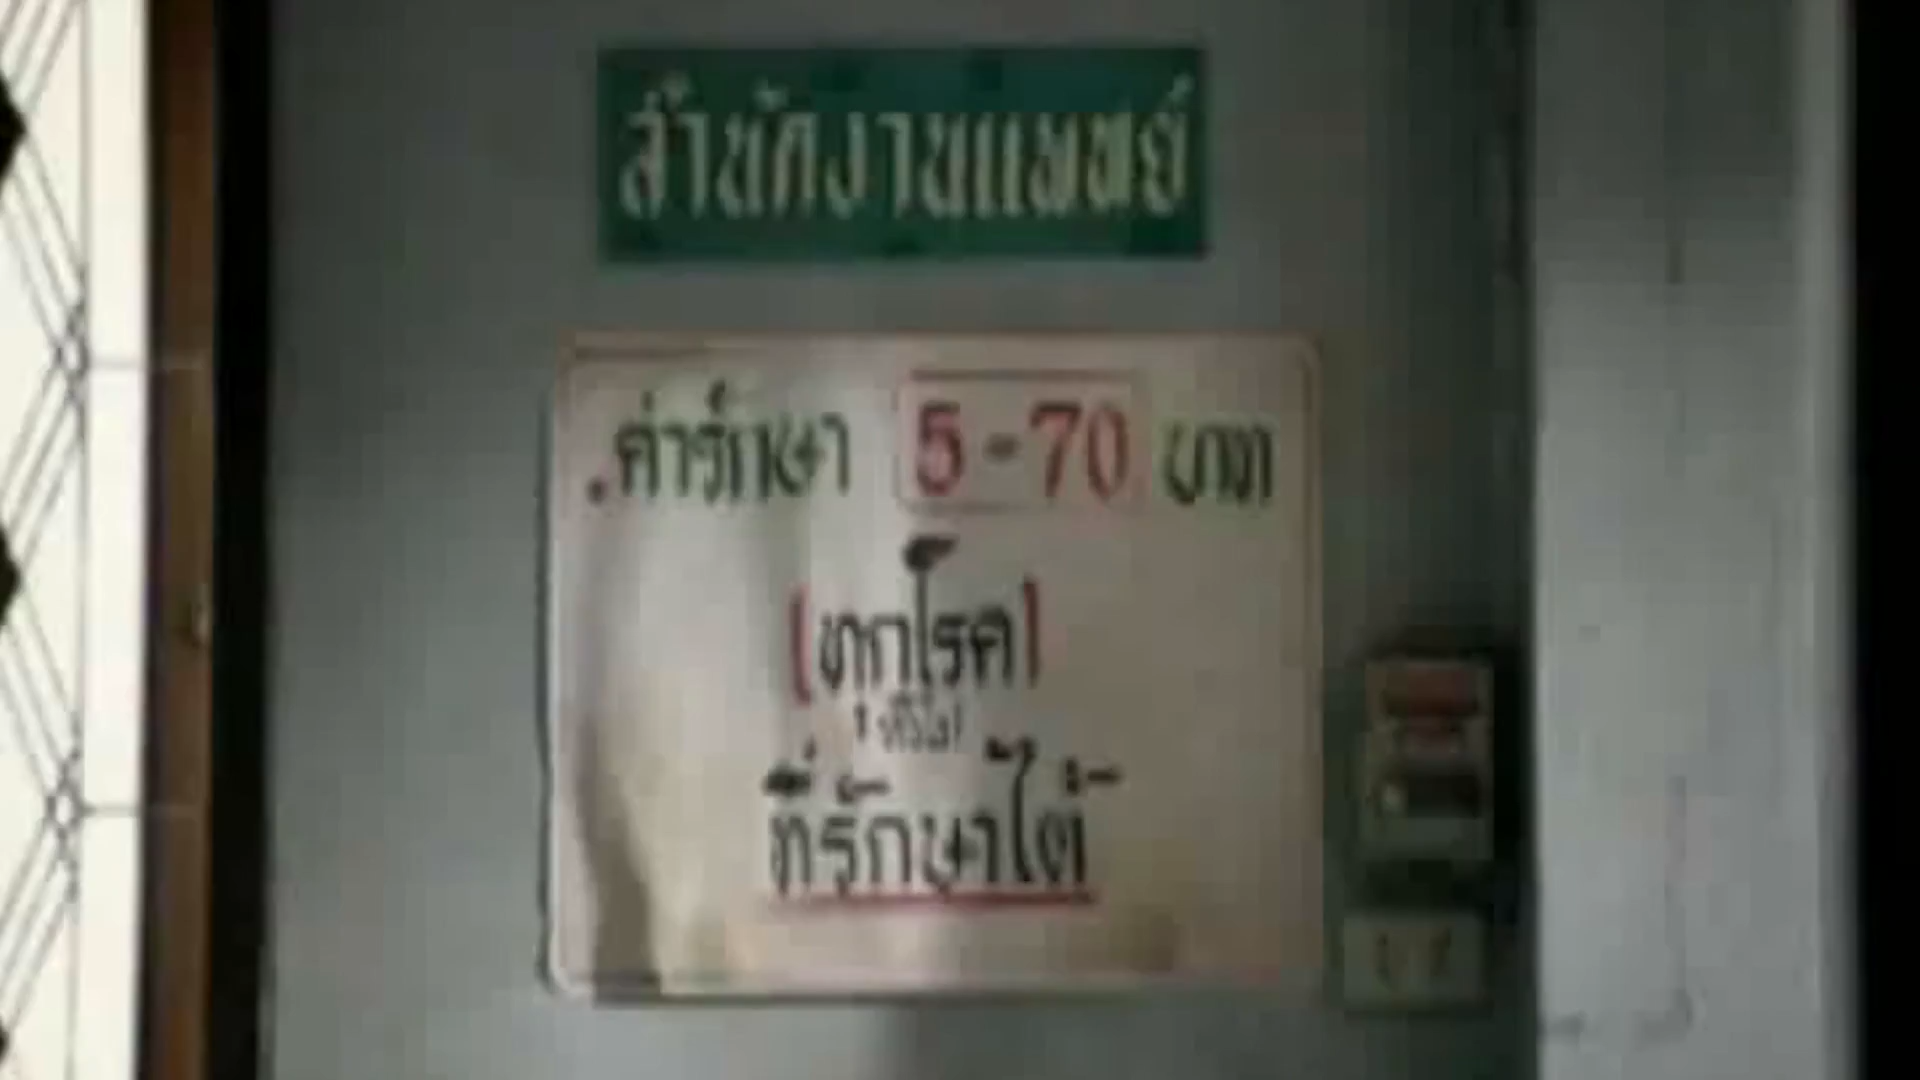 สำนักงานแพทย์
ค่ารักษา 5-70 บาท
(ทุกโรค)
ที่รักษาได้